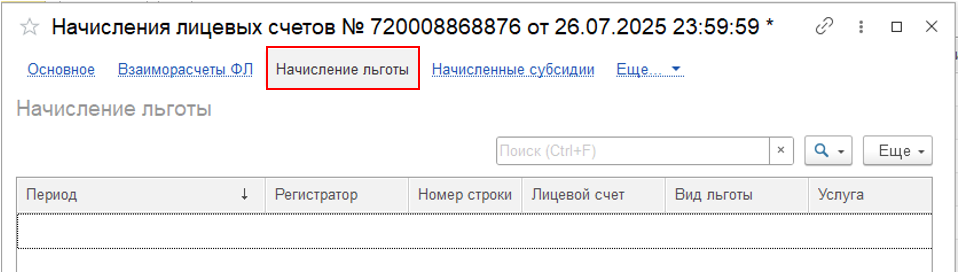 Начисления лицевых счетов № 720008868876 от 26.07.2025 23:59:59 *
Основное Взаиморасчеты ФЛ Начисление льготы Начисленные субсидии Еще...
Начисление льготы
Поиск (Ctrl+F) × Еще
Период ↓ Регистратор Номер строки Лицевой счет Вид льготы Услуга